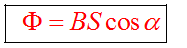 Φ = BS cos α